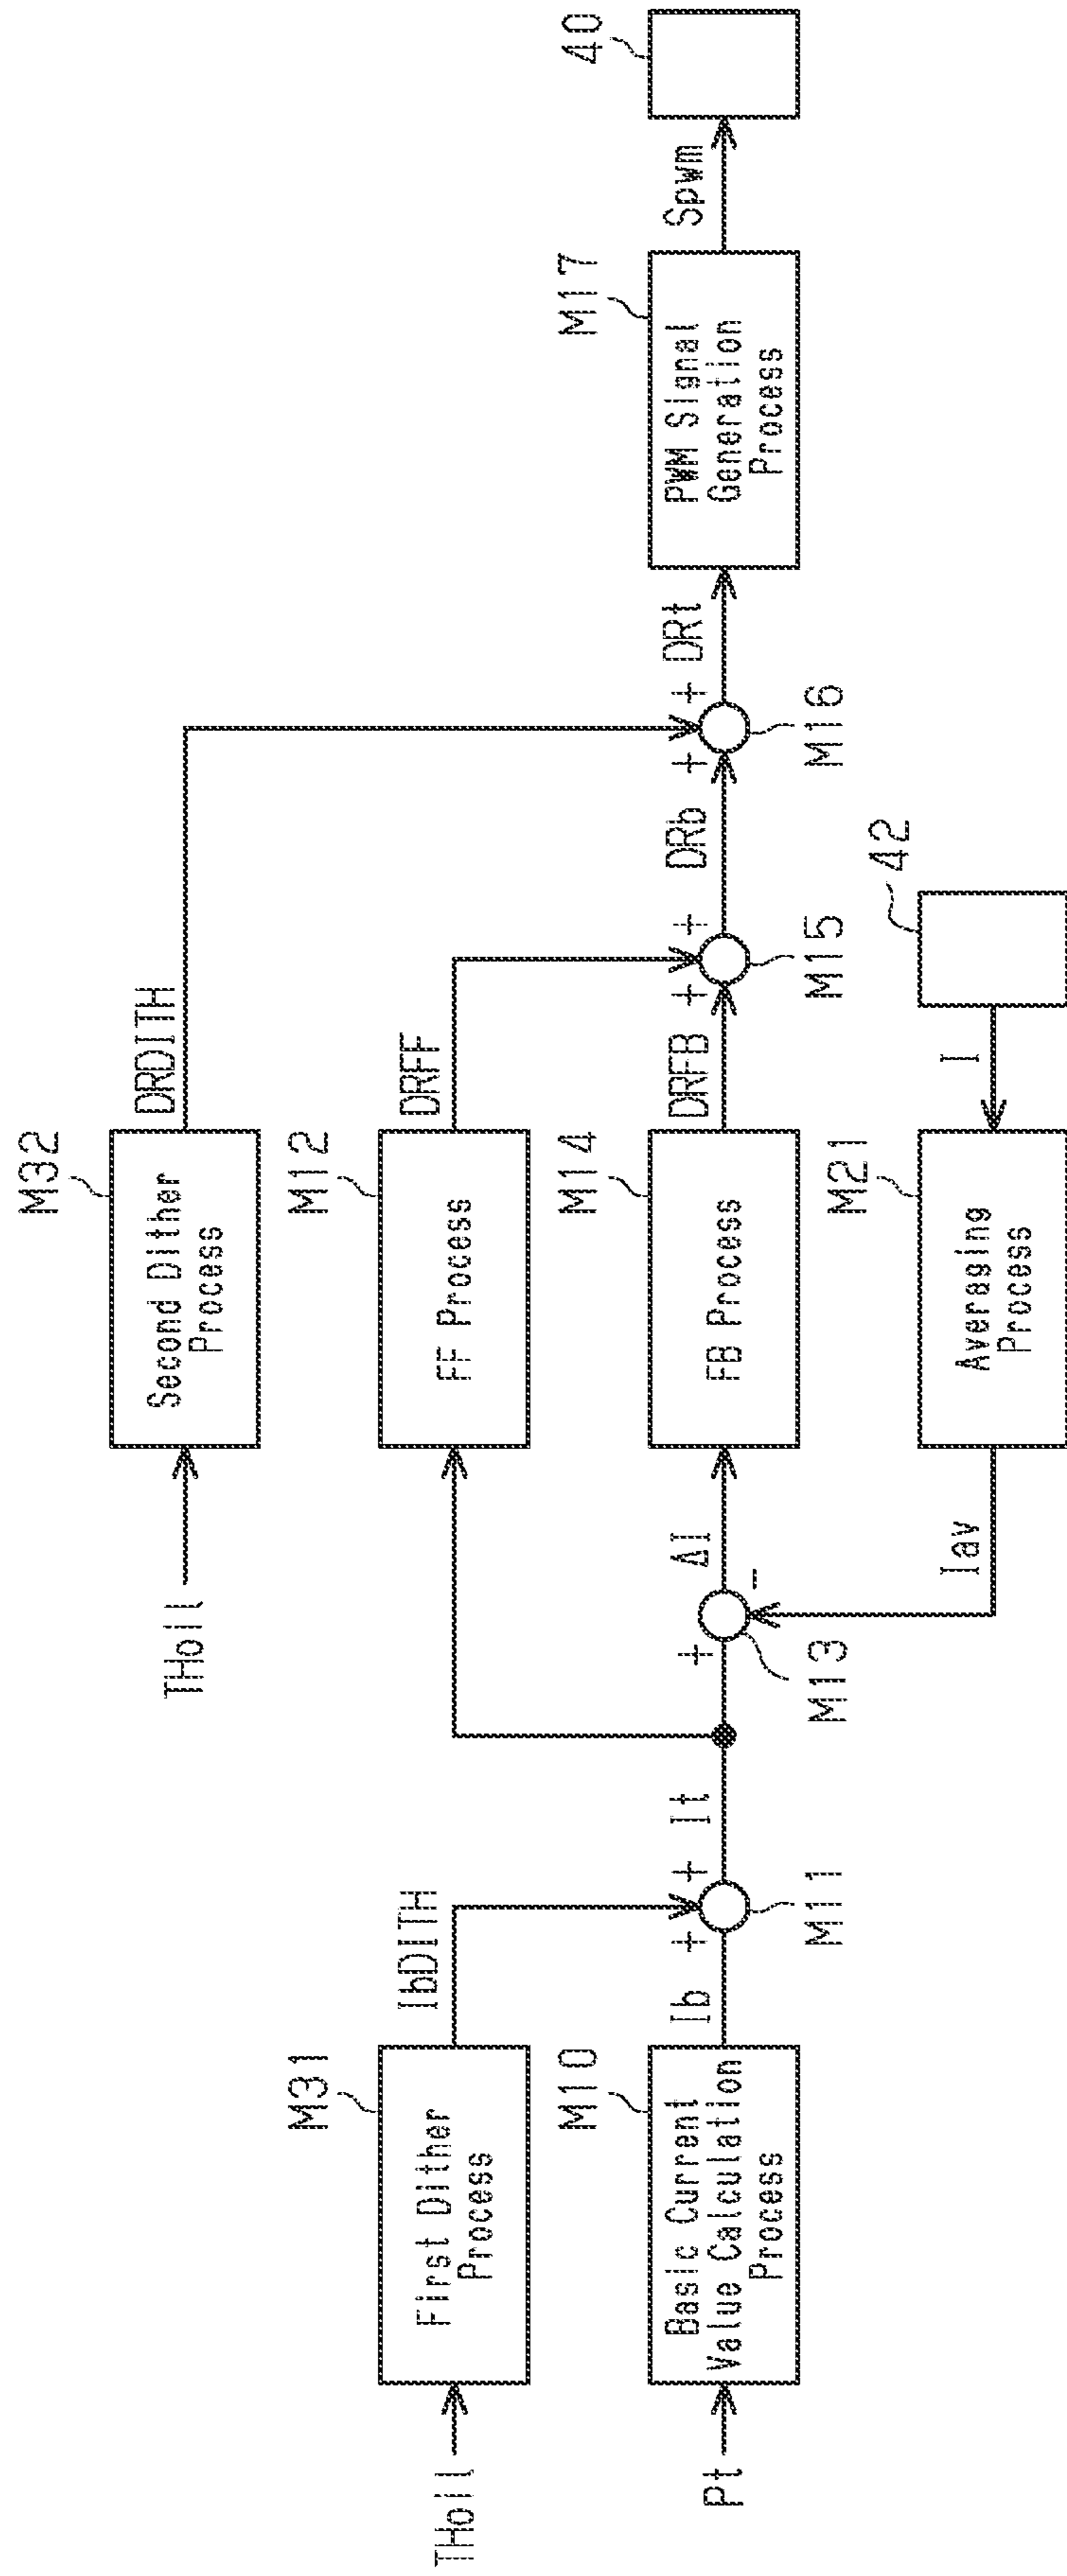 THoil
M32
Second Dither
Process
DRDITH
THoil
M31
First Dither
Process
IbDITH
M12
FF Process
DRFF
Pt
M10
Basic Current
Value Calculation
Process
Ib
+
+
M11
It
+
-
M13
ΔI
M14
FB Process
DRFB
+
+
M15
DRb
+
+
M16
DRt
M17
PWM Signal
Generation
Process
Spwm
40
Iav
M21
Averaging
Process
I
42